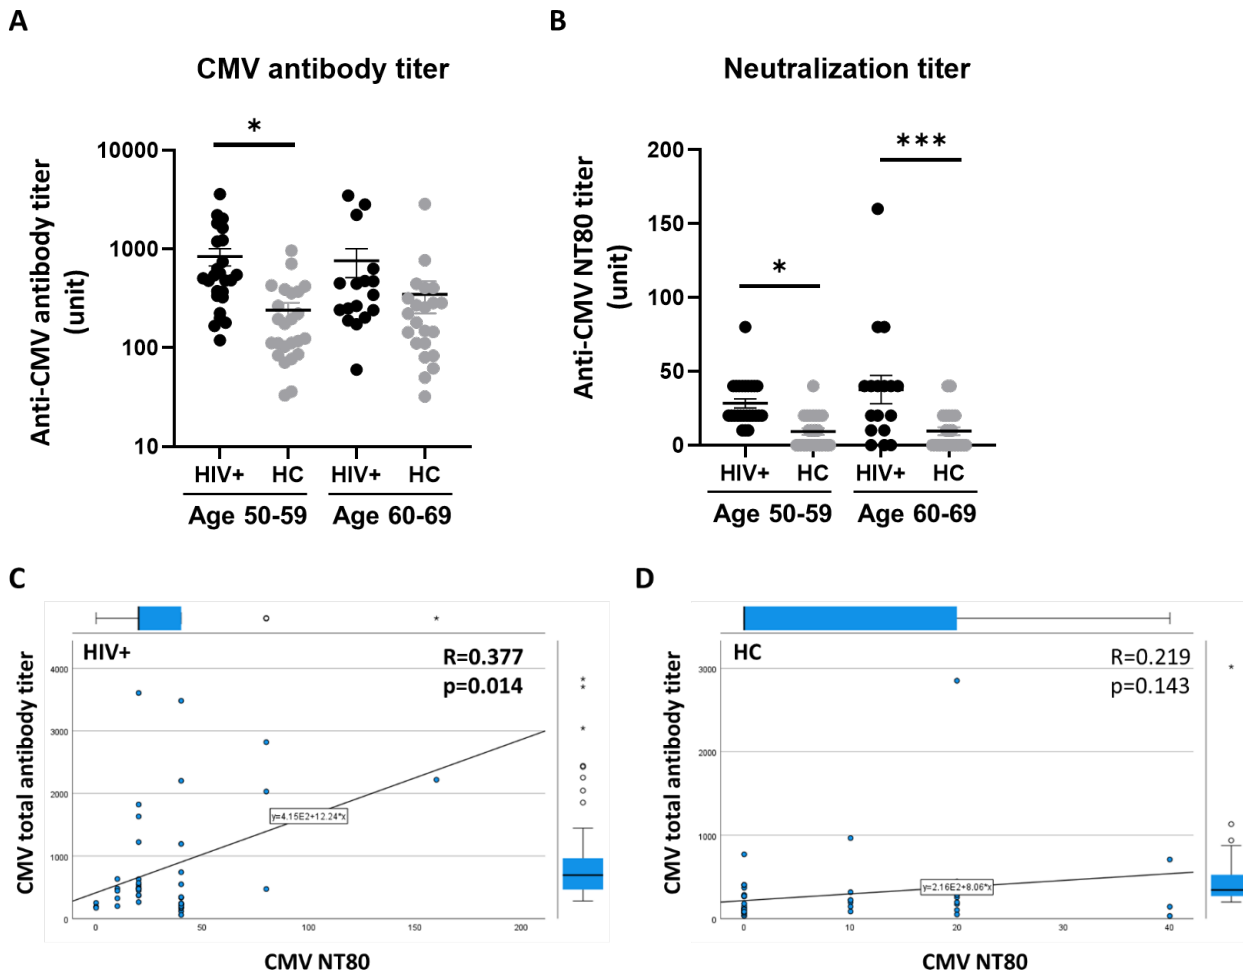 A
CMV antibody titer
*
Anti-CMV antibody titer
(unit)
10000
1000
100
10
HIV+ HC HIV+ HC
Age 50-59 Age 60-69
B
Neutralization titer
***
*
Anti-CMV NT80 titer
(unit)
200
150
100
50
0
HIV+ HC HIV+ HC
Age 50-59 Age 60-69
C
HIV+
R=0.377
p=0.014
CMV total antibody titer
4000
3000
2000
1000
0
y=4.15E2+12.24*x
0 50 100 150 200
CMV NT80
D
HC
R=0.219
p=0.143
CMV total antibody titer
3000
2000
1000
0
y=2.16E2+8.06*x
0 10 20 30 40
CMV NT80